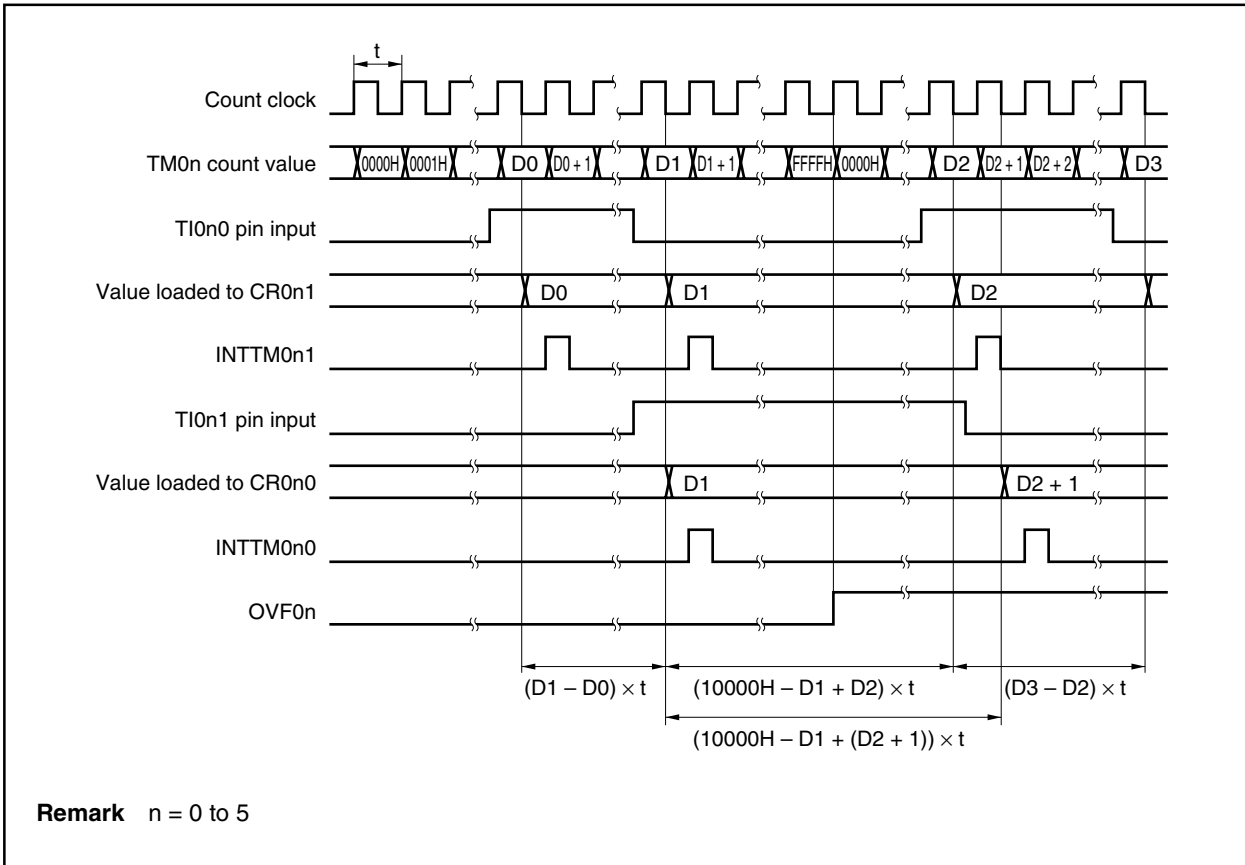 t
Count clock
TM0n count value 0000H 0001H D0 D0 + 1 D1 D1 + 1 FFFFH 0000H D2 D2 + 1 D2 + 2 D3
TI0n0 pin input
Value loaded to CR0n1 D0 D1 D2
INTTM0n1
TI0n1 pin input
Value loaded to CR0n0 D1 D2 + 1
INTTM0n0
OVF0n
(D1 – D0) × t (10000H – D1 + D2) × t (D3 – D2) × t
(10000H – D1 + (D2 + 1)) × t
Remark n = 0 to 5